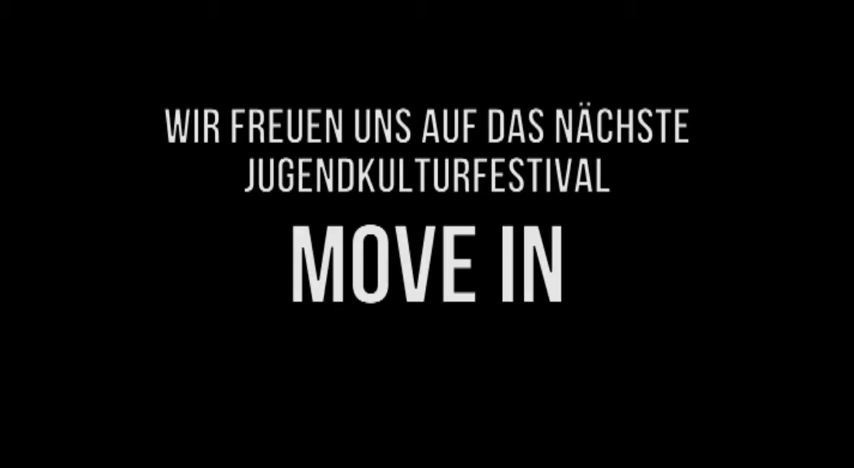 WIR FREUEN UNS AUF DAS NÄCHSTE
JUGENDKULTURFESTIVAL
MOVE IN